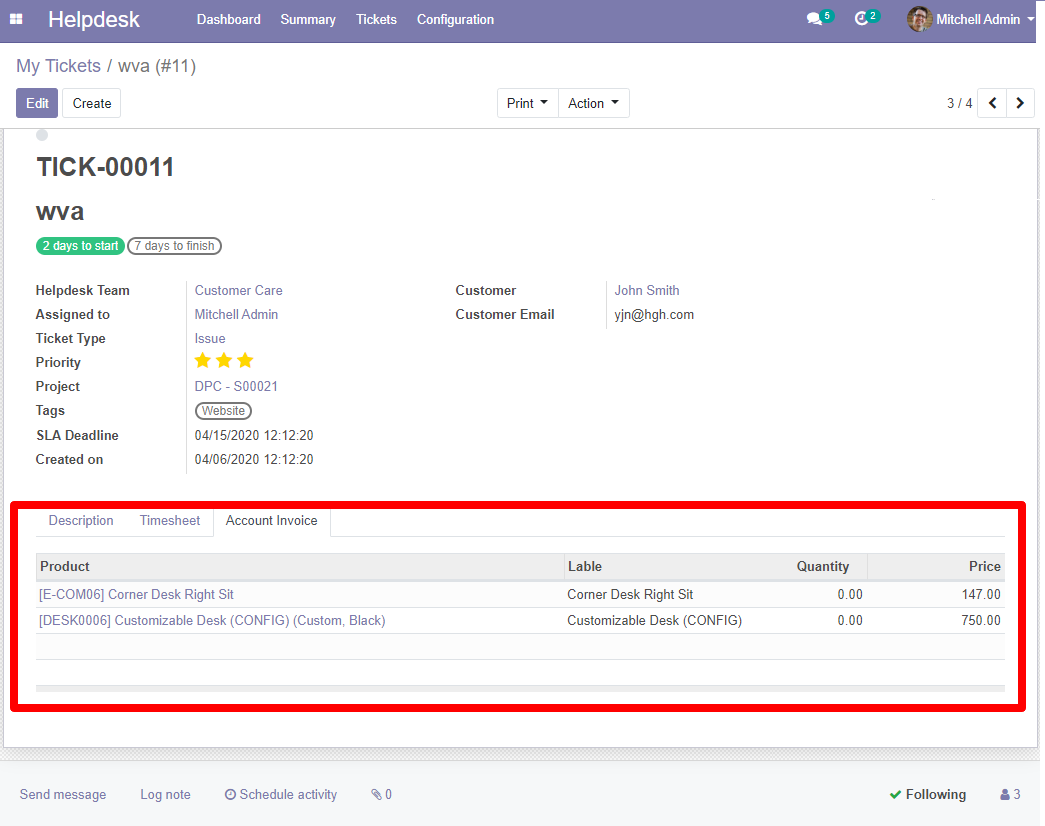 Helpdesk Dashboard Summary Tickets Configuration 5 2 Mitchell Admin
My Tickets / wva (#11)
Edit Create Print Action 3 / 4
TICK-00011
wva
2 days to start 7 days to finish
Helpdesk Team Customer Care Customer John Smith
Assigned to Mitchell Admin Customer Email yjn@hgh.com
Ticket Type Issue
Priority
Project DPC - S00021
Tags Website
SLA Deadline 04/15/2020 12:12:20
Created on 04/06/2020 12:12:20
Description Timesheet Account Invoice
Product Lable Quantity Price
[E-COM06] Corner Desk Right Sit Corner Desk Right Sit 0.00 147.00
[DESK0006] Customizable Desk (CONFIG) (Custom, Black) Customizable Desk (CONFIG) 0.00 750.00
Send message Log note Schedule activity 0 Following 3